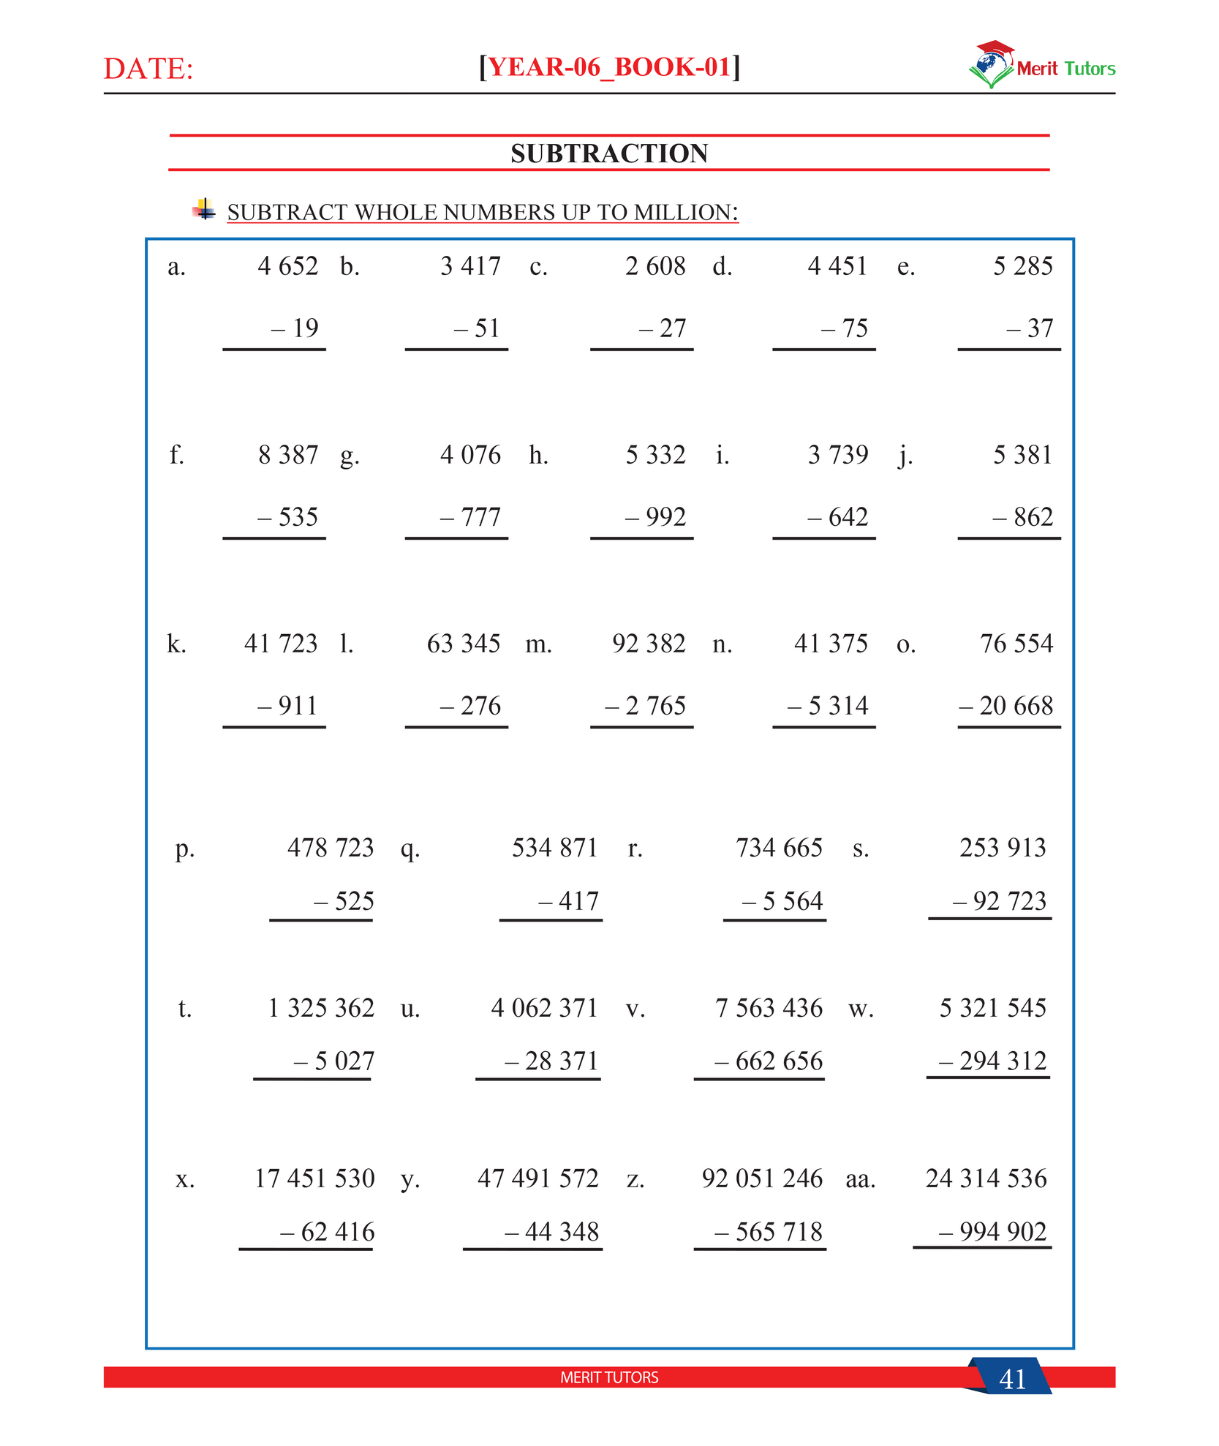 DATE: [YEAR-06_BOOK-01] Merit Tutors
SUBTRACTION
SUBTRACT WHOLE NUMBERS UP TO MILLION:
a. 4 652 b. 3 417 c. 2 608 d. 4 451 e. 5 285
– 19 – 51 – 27 – 75 – 37
f. 8 387 g. 4 076 h. 5 332 i. 3 739 j. 5 381
– 535 – 777 – 992 – 642 – 862
k. 41 723 l. 63 345 m. 92 382 n. 41 375 o. 76 554
– 911 – 276 – 2 765 – 5 314 – 20 668
p. 478 723 q. 534 871 r. 734 665 s. 253 913
– 525 – 417 – 5 564 – 92 723
t. 1 325 362 u. 4 062 371 v. 7 563 436 w. 5 321 545
– 5 027 – 28 371 – 662 656 – 294 312
x. 17 451 530 y. 47 491 572 z. 92 051 246 aa. 24 314 536
– 62 416 – 44 348 – 565 718 – 994 902
MERIT TUTORS 41